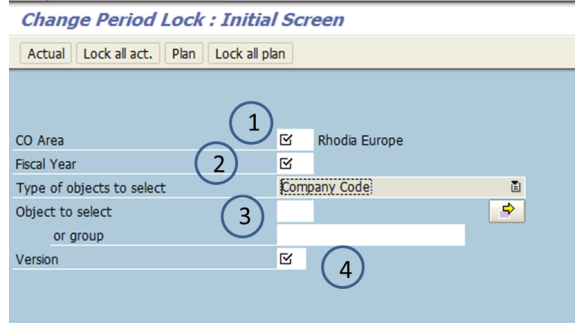 Change Period Lock : Initial Screen
Actual Lock all act. Plan Lock all plan
1
CO Area Rhodia Europe
2
Fiscal Year
Type of objects to select Company Code
Object to select 3
or group
Version 4